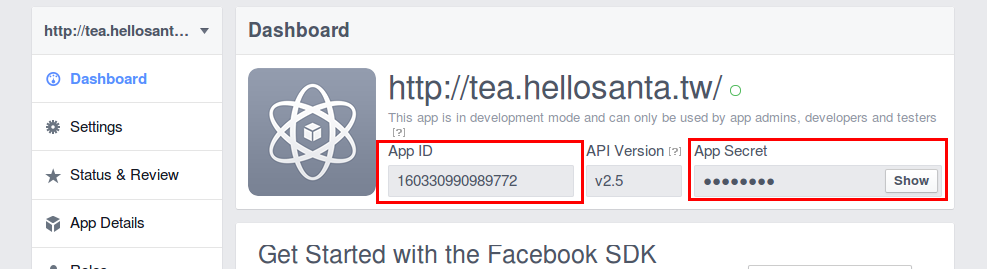 http://tea.hellosant...
Dashboard
Settings
Status & Review
App Details
Dashboard
http://tea.hellosanta.tw/
This app is in development mode and can only be used by app admins, developers and testers
[?]
App ID
160330990989772
API Version [?]
v2.5
App Secret
●●●●●●●●
Show
Get Started with the Facebook SDK